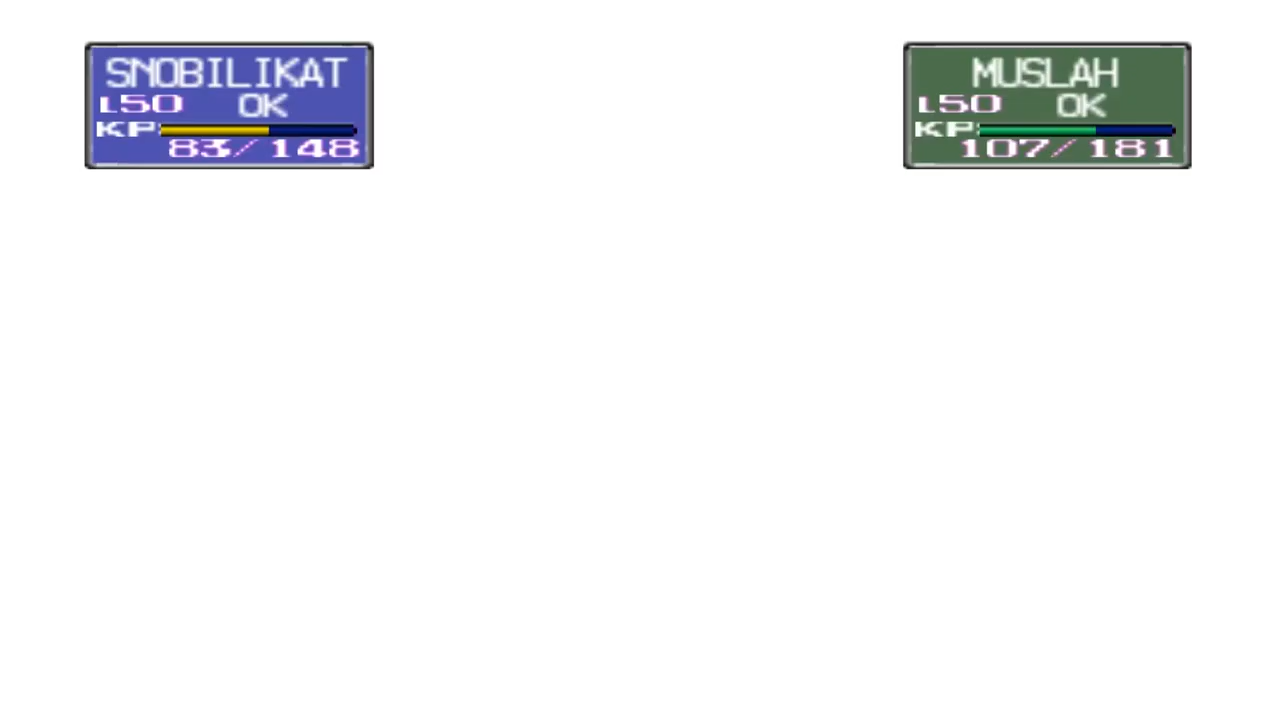 SNOBILIKAT
L50 OK
KP:
83/148
MUSLAH
L50 OK
KP:
107/181